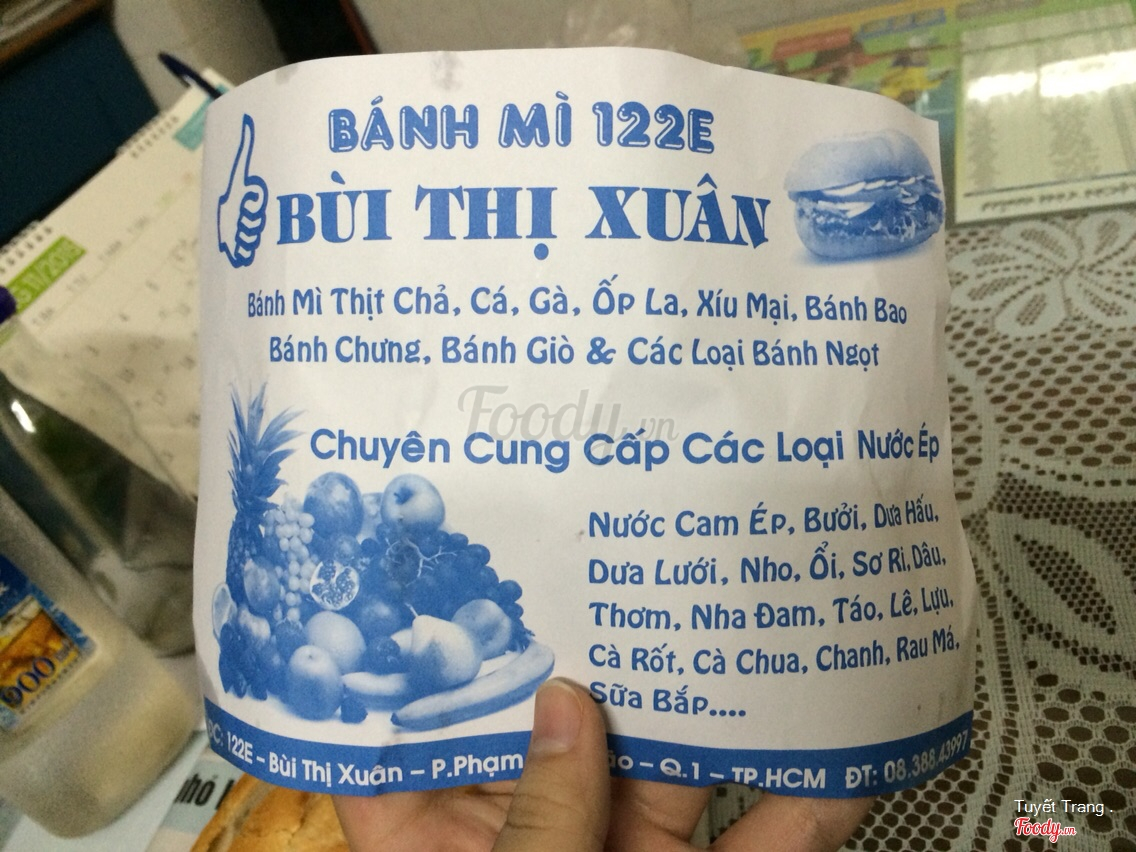 BÁNH MÌ 122E
BÙI THỊ XUÂN
Bánh Mì Thịt Chả, Cá, Gà, Ốp La, Xíu Mại, Bánh Bao
Bánh Chưng, Bánh Giò & Các Loại Bánh Ngọt
Foody.vn
Chuyên Cung Cấp Các Loại Nước Ép
Nước Cam Ép, Bưởi, Dưa Hấu,
Dưa Lưới, Nho, Ổi, Sơ Ri, Dâu,
Thơm, Nha Đam, Táo, Lê, Lựu,
Cà Rốt, Cà Chua, Chanh, Rau Má,
Sữa Bắp....
ĐC: 122E – Bùi Thị Xuân – P.Phạm – Q.1 – TP.HCM ĐT: 08.388.43997
Tuyết Trang .
Foody.vn